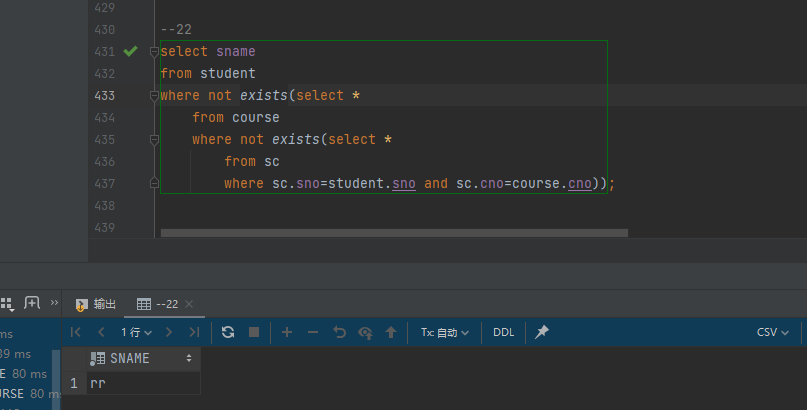 429
430 --22
431 select sname
432 from student
433 where not exists(select *
434 from course
435 where not exists(select *
436 from sc
437 where sc.sno=student.sno and sc.cno=course.cno));
438
439
>> 输出 --22 ×
1 行 Tx: 自动 DDL CSV
ms
39 ms SNAME
E 80 ms 1 rr
URSE 80 m